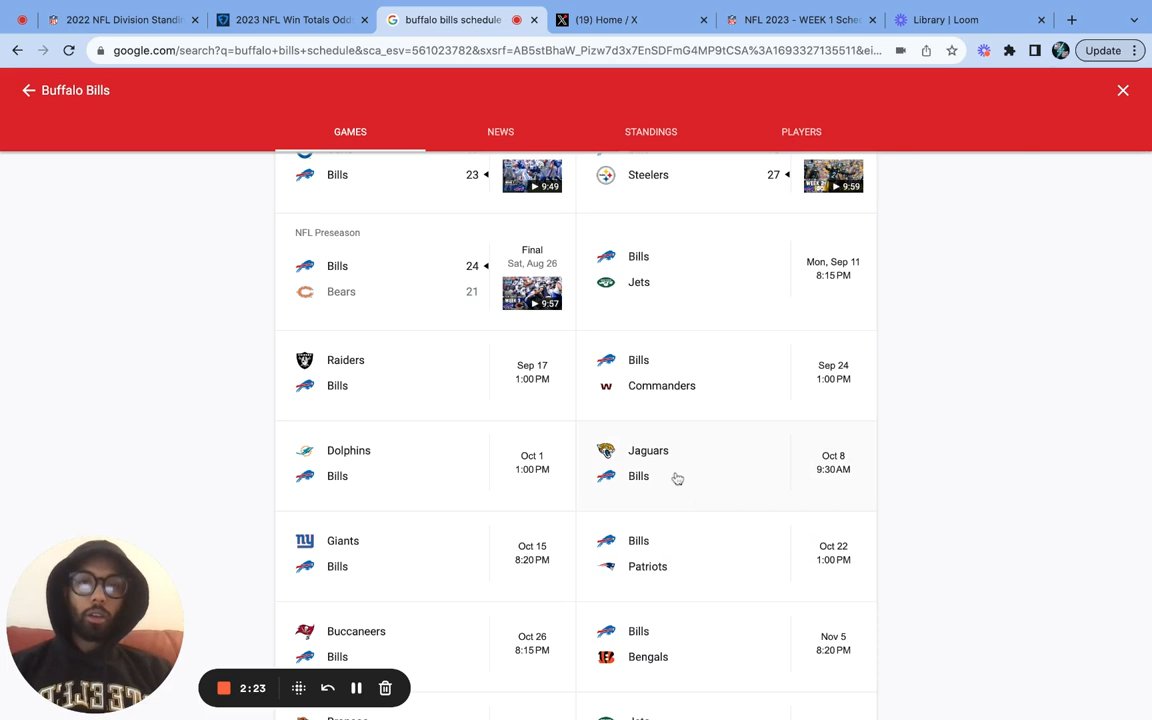 2022 NFL Division Standin
2023 NFL Win Totals Odd
buffalo bills schedule
(19) Home / X
NFL 2023 - WEEK 1 Sche
Library | Loom
google.com/search?q=buffalo+bills+schedule&sca_esv=561023782&sxsrf=AB5stBhaW_Pizw7d3x7EnSDFmG4MP9tCSA%3A1693327135511&ei...
Update
Buffalo Bills
GAMES
NEWS
STANDINGS
PLAYERS
Bills 23
9:49
Steelers 27
9:59
NFL Preseason
Bills 24
Bears 21
Final
Sat, Aug 26
9:57
Bills
Jets
Mon, Sep 11
8:15 PM
Raiders
Bills
Sep 17
1:00 PM
Bills
Commanders
Sep 24
1:00 PM
Dolphins
Bills
Oct 1
1:00 PM
Jaguars
Bills
Oct 8
9:30 AM
Giants
Bills
Oct 15
8:20 PM
Bills
Patriots
Oct 22
1:00 PM
Buccaneers
Bills
Oct 26
8:15 PM
Bills
Bengals
Nov 5
8:20 PM
2:23